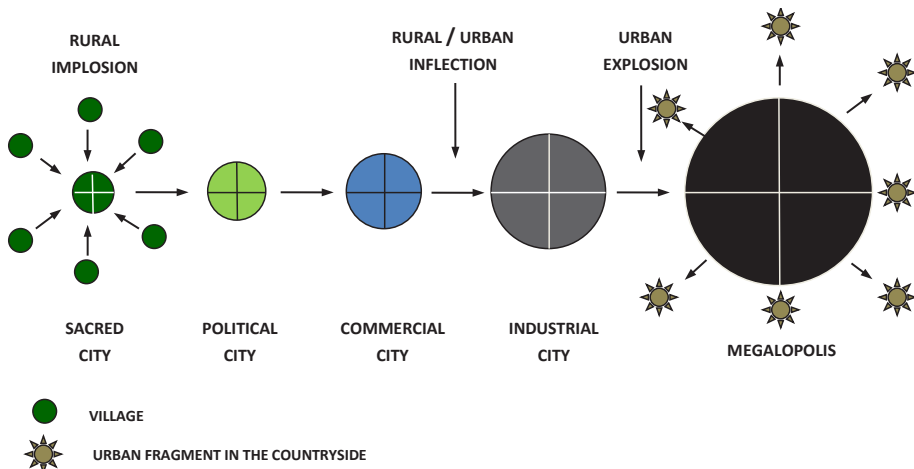 RURAL
IMPLOSION
RURAL / URBAN
INFLECTION
URBAN
EXPLOSION
SACRED
CITY
POLITICAL
CITY
COMMERCIAL
CITY
INDUSTRIAL
CITY
MEGALOPOLIS
VILLAGE
URBAN FRAGMENT IN THE COUNTRYSIDE